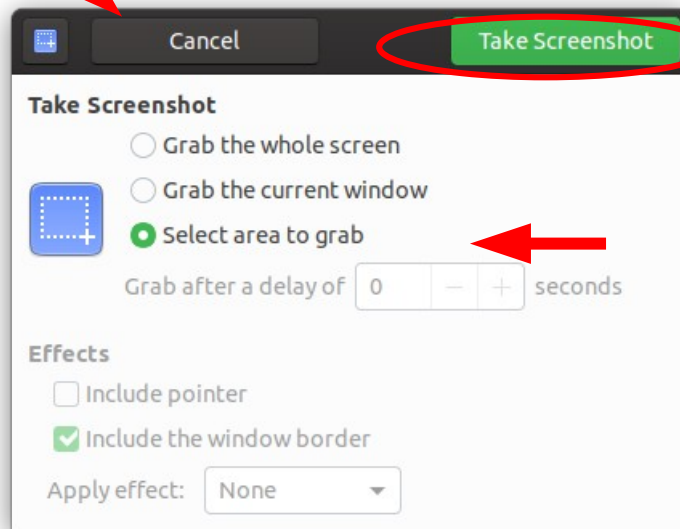 Cancel
Take Screenshot
Take Screenshot
Grab the whole screen
Grab the current window
Select area to grab
Grab after a delay of 0 − + seconds
Effects
Include pointer
Include the window border
Apply effect: None